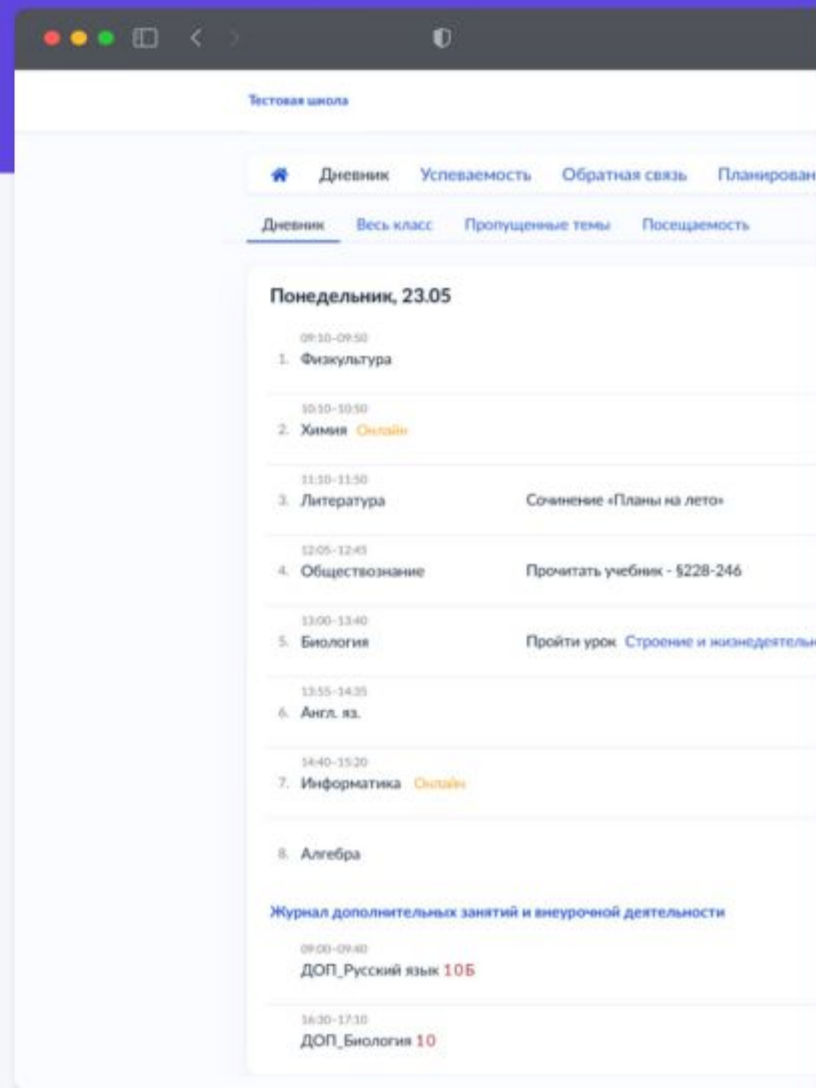 Тестовая школа
Дневник Успеваемость Обратная связь Планирован
Дневник Весь класс Пропущенные темы Посещаемость
Понедельник, 23.05
09:10–09:50
1. Физкультура
10:10–10:50
2. Химия Онлайн
11:10–11:50
3. Литература Сочинение «Планы на лето»
12:05–12:45
4. Обществознание Прочитать учебник - §228-246
13:00–13:40
5. Биология Пройти урок Строение и жизнедеятельн
13:55–14:35
6. Англ. яз.
14:40–15:20
7. Информатика Онлайн
8. Алгебра
Журнал дополнительных занятий и внеурочной деятельности
09:00–09:40
ДОП_Русский язык 10Б
16:30–17:10
ДОП_Биология 10